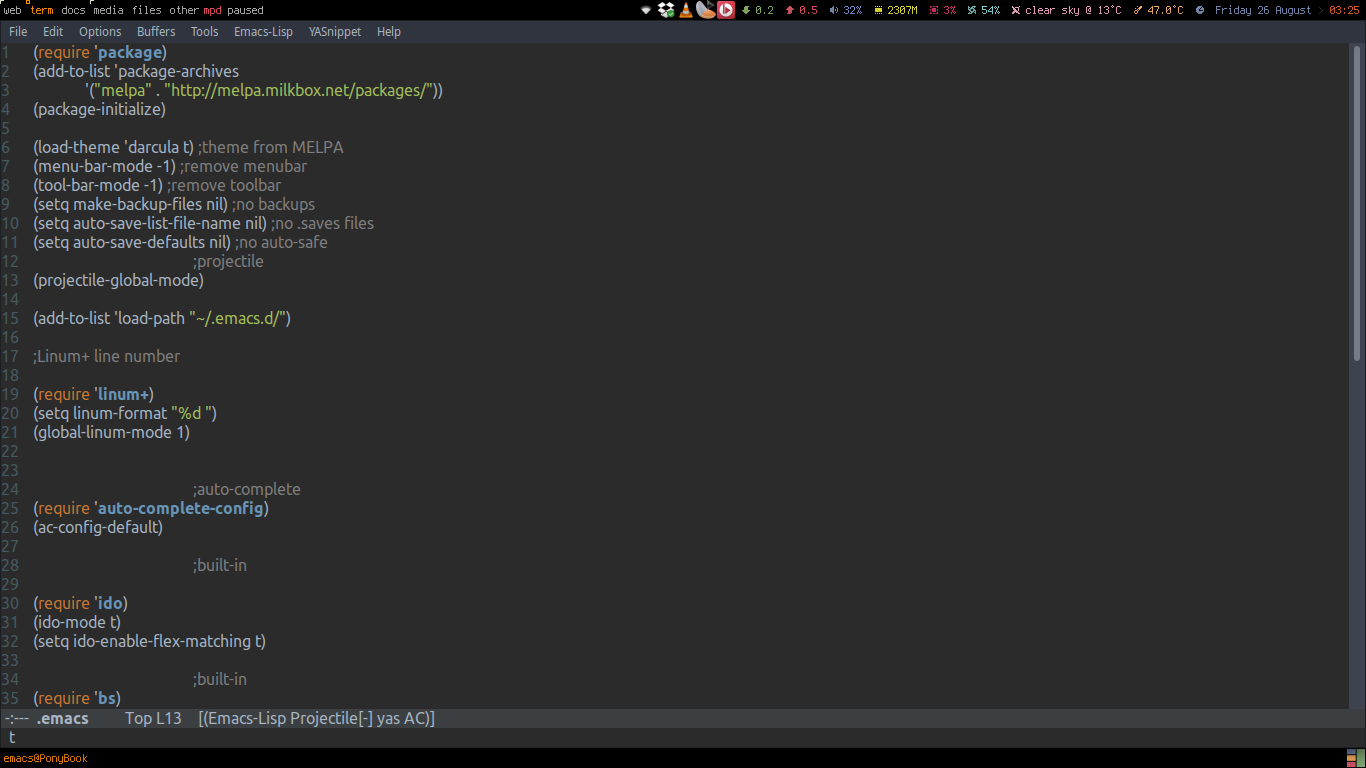 web term docs media files other mpd paused 0.2 0.5 32% 2307M 3% 54% clear sky @ 13°C 47.0°C Friday 26 August > 03:25
File Edit Options Buffers Tools Emacs-Lisp YASnippet Help
1 (require 'package)
2 (add-to-list 'package-archives
3 '("melpa" . "http://melpa.milkbox.net/packages/"))
4 (package-initialize)
5
6 (load-theme 'darcula t) ;theme from MELPA
7 (menu-bar-mode -1) ;remove menubar
8 (tool-bar-mode -1) ;remove toolbar
9 (setq make-backup-files nil) ;no backups
10 (setq auto-save-list-file-name nil) ;no .saves files
11 (setq auto-save-defaults nil) ;no auto-safe
12 ;projectile
13 (projectile-global-mode)
14
15 (add-to-list 'load-path "~/.emacs.d/")
16
17 ;Linum+ line number
18
19 (require 'linum+)
20 (setq linum-format "%d ")
21 (global-linum-mode 1)
22
23
24 ;auto-complete
25 (require 'auto-complete-config)
26 (ac-config-default)
27
28 ;built-in
29
30 (require 'ido)
31 (ido-mode t)
32 (setq ido-enable-flex-matching t)
33
34 ;built-in
35 (require 'bs)
-:--- .emacs Top L13 [(Emacs-Lisp Projectile[-] yas AC)]
t
emacs@PonyBook